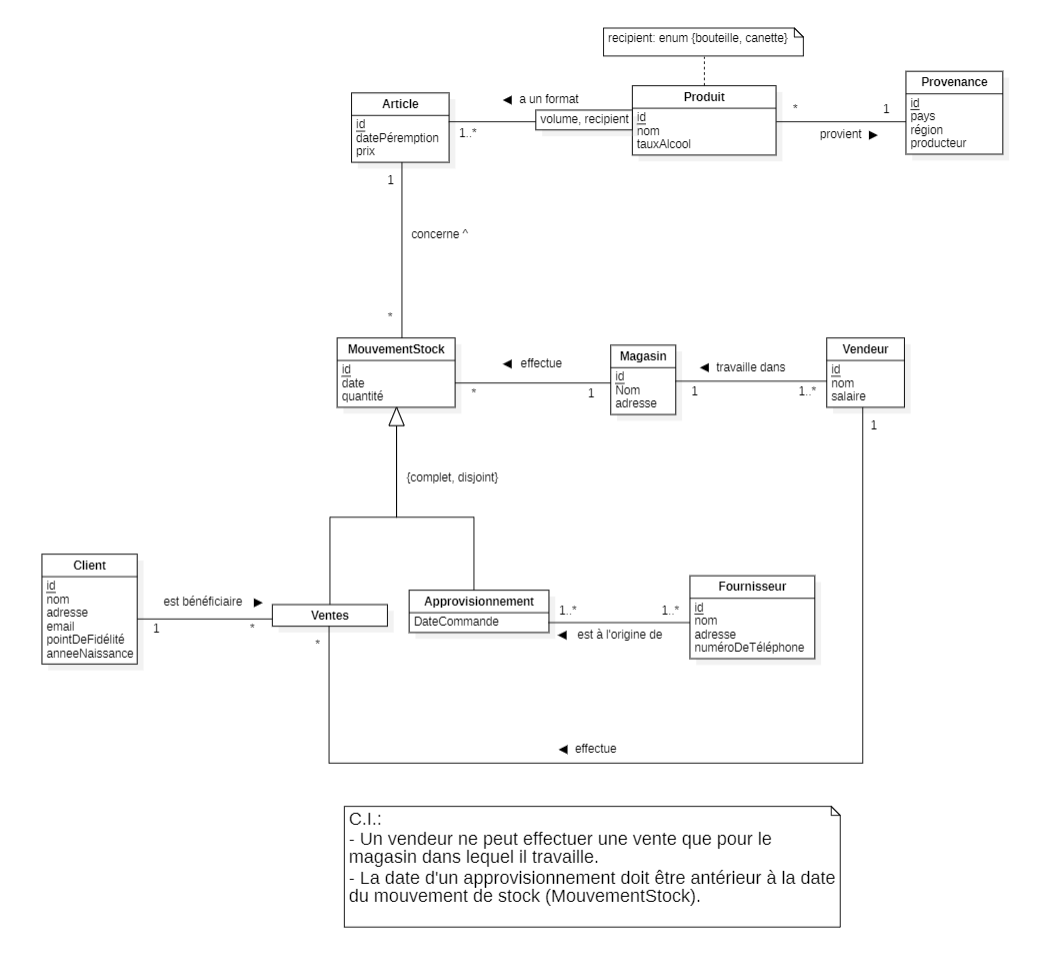 recipient: enum {bouteille, canette}
Article
id
datePéremption
prix
◄ a un format
1..*
volume, recipient
Produit
id
nom
tauxAlcool
*
1
provient ►
Provenance
id
pays
région
producteur
1
concerne ^
*
MouvementStock
id
date
quantité
◄ effectue
*
1
Magasin
id
Nom
adresse
◄ travaille dans
1
1..*
Vendeur
id
nom
salaire
1
{complet, disjoint}
Client
id
nom
adresse
email
pointDeFidélité
anneeNaissance
est bénéficiaire ►
1
*
Ventes
*
Approvisionnement
DateCommande
1..*
1..*
◄ est à l'origine de
Fournisseur
id
nom
adresse
numéroDeTéléphone
◄ effectue
C.I.:
- Un vendeur ne peut effectuer une vente que pour le
magasin dans lequel il travaille.
- La date d'un approvisionnement doit être antérieur à la date
du mouvement de stock (MouvementStock).